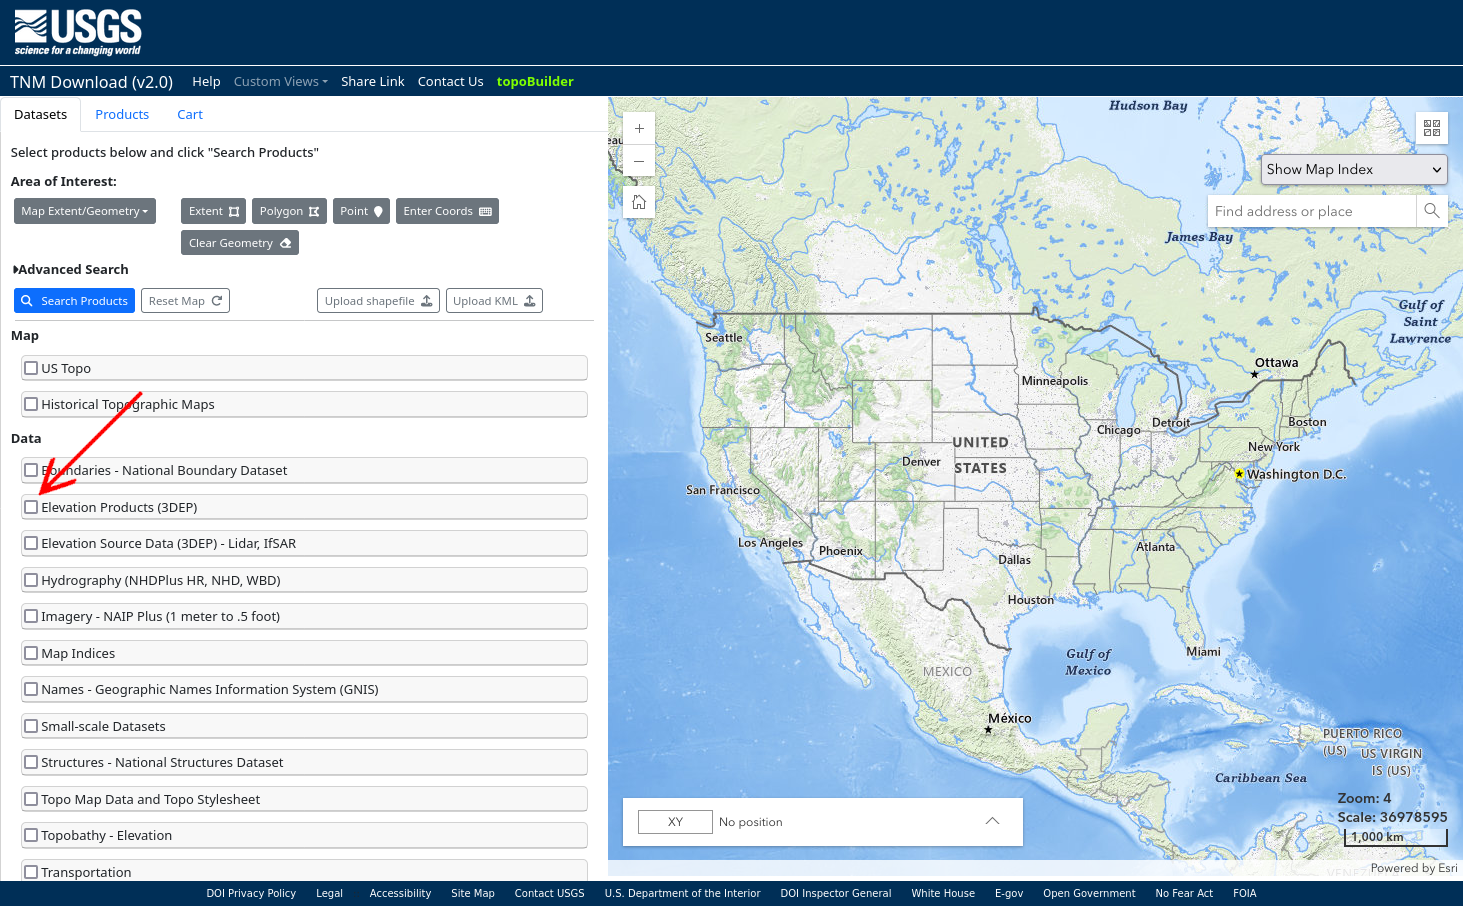 USGS
science for a changing world
TNM Download (v2.0) Help Custom Views Share Link Contact Us topoBuilder
Datasets Products Cart
Select products below and click "Search Products"
Area of Interest:
Map Extent/Geometry Extent Polygon Point Enter Coords
Clear Geometry
Advanced Search
Search Products Reset Map Upload shapefile Upload KML
Map
US Topo
Historical Topographic Maps
Data
Boundaries - National Boundary Dataset
Elevation Products (3DEP)
Elevation Source Data (3DEP) - Lidar, IfSAR
Hydrography (NHDPlus HR, NHD, WBD)
Imagery - NAIP Plus (1 meter to .5 foot)
Map Indices
Names - Geographic Names Information System (GNIS)
Small-scale Datasets
Structures - National Structures Dataset
Topo Map Data and Topo Stylesheet
Topobathy - Elevation
Transportation
Hudson Bay
Show Map Index
Find address or place
James Bay
Gulf of
Saint
Lawrence
Seattle
Ottawa
Minneapolis
Boston
Chicago
Detroit
New York
UNITED
STATES
Denver
Washington D.C.
San Francisco
Los Angeles
Phoenix
Dallas
Atlanta
Houston
Miami
Gulf of
Mexico
MEXICO
México
PUERTO RICO
(US)
US VIRGIN
IS (US)
Caribbean Sea
Zoom: 4
Scale: 36978595
1,000 km
XY No position
Powered by Esri
DOI Privacy Policy Legal Accessibility Site Map Contact USGS U.S. Department of the Interior DOI Inspector General White House E-gov Open Government No Fear Act FOIA